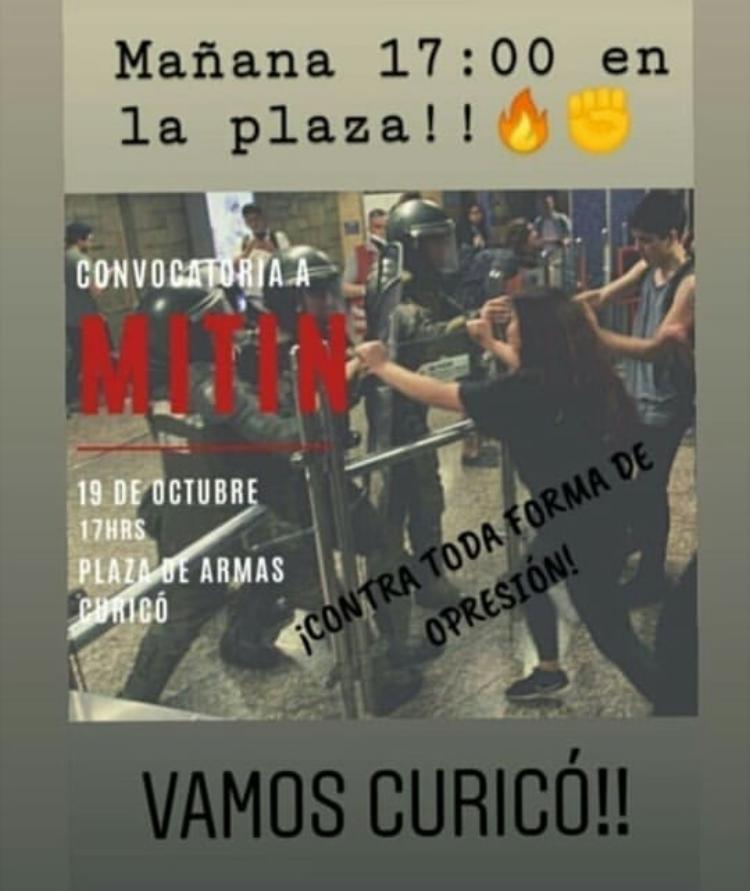 Mañana 17:00 en
la plaza!!🔥✊
CONVOCATORIA A
MITIN
19 DE OCTUBRE
17HRS
PLAZA DE ARMAS
CURICÓ
¡CONTRA TODA FORMA DE
OPRESIÓN!
VAMOS CURICÓ!!